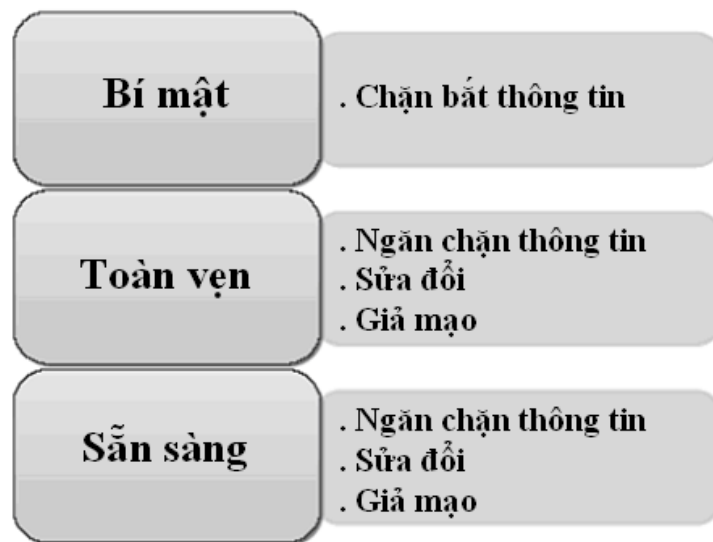 Bí mật
. Chặn bắt thông tin
Toàn vẹn
. Ngăn chặn thông tin
. Sửa đổi
. Giả mạo
Sẵn sàng
. Ngăn chặn thông tin
. Sửa đổi
. Giả mạo